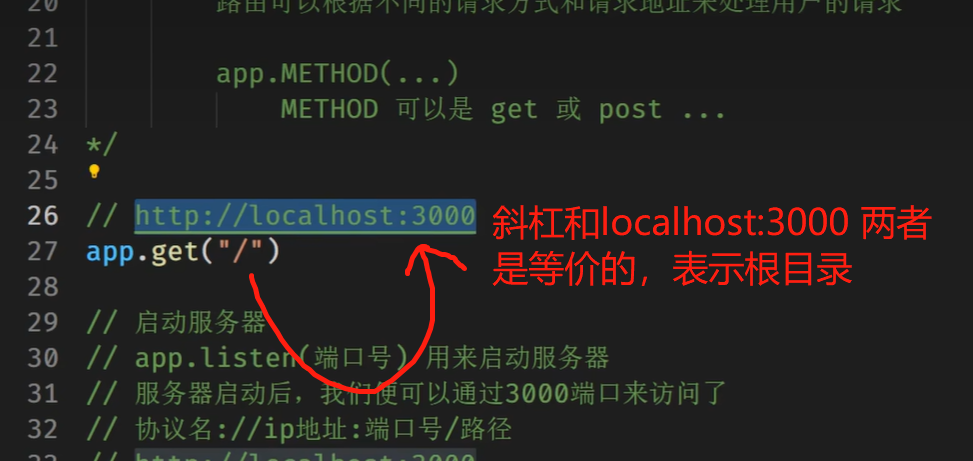 20 路由可以根据不同的请求方式和请求地址来处理用户的请求
21
22 app.METHOD(...)
23 METHOD 可以是 get 或 post ...
24 */
25
26 // http://localhost:3000
27 app.get("/")
斜杠和localhost:3000 两者
是等价的，表示根目录
28
29 // 启动服务器
30 // app.listen(端口号) 用来启动服务器
31 // 服务器启动后，我们便可以通过3000端口来访问了
32 // 协议名://ip地址:端口号/路径
33 // http://localhost:3000